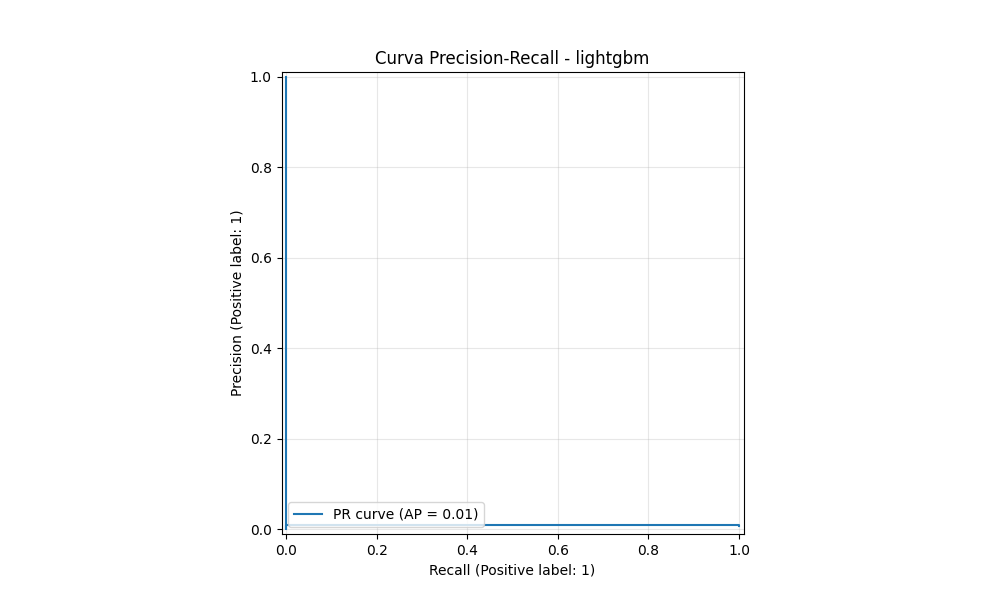 Curva Precision-Recall - lightgbm
1.0
0.8
0.6
0.4
0.2
0.0
Precision (Positive label: 1)
PR curve (AP = 0.01)
0.0 0.2 0.4 0.6 0.8 1.0
Recall (Positive label: 1)